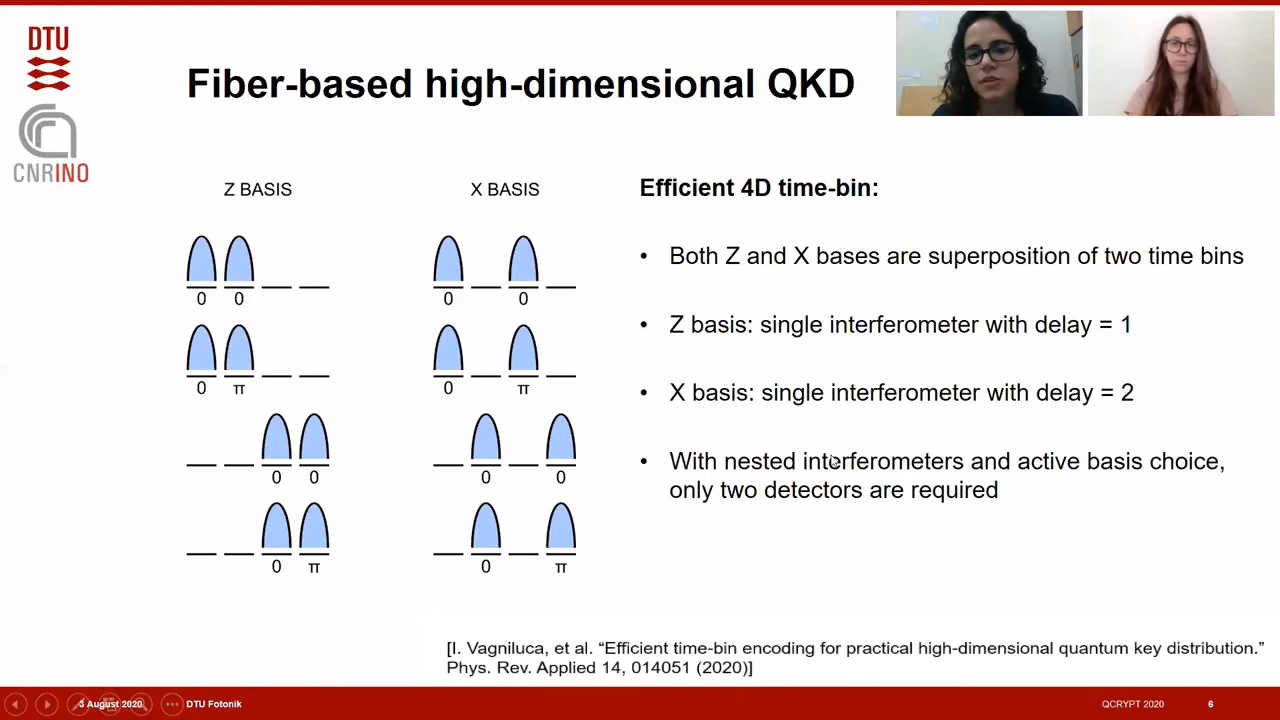 DTU
Fiber-based high-dimensional QKD
CNRINO
Z BASIS
X BASIS
Efficient 4D time-bin:
0 0
0 0
• Both Z and X bases are superposition of two time bins
0 π
0 π
• Z basis: single interferometer with delay = 1
0 0
0 0
• X basis: single interferometer with delay = 2
0 π
0 π
• With nested interferometers and active basis choice,
only two detectors are required
[I. Vagniluca, et al. “Efficient time-bin encoding for practical high-dimensional quantum key distribution.”
Phys. Rev. Applied 14, 014051 (2020)]
3 August 2020 DTU Fotonik QCRYPT 2020 6